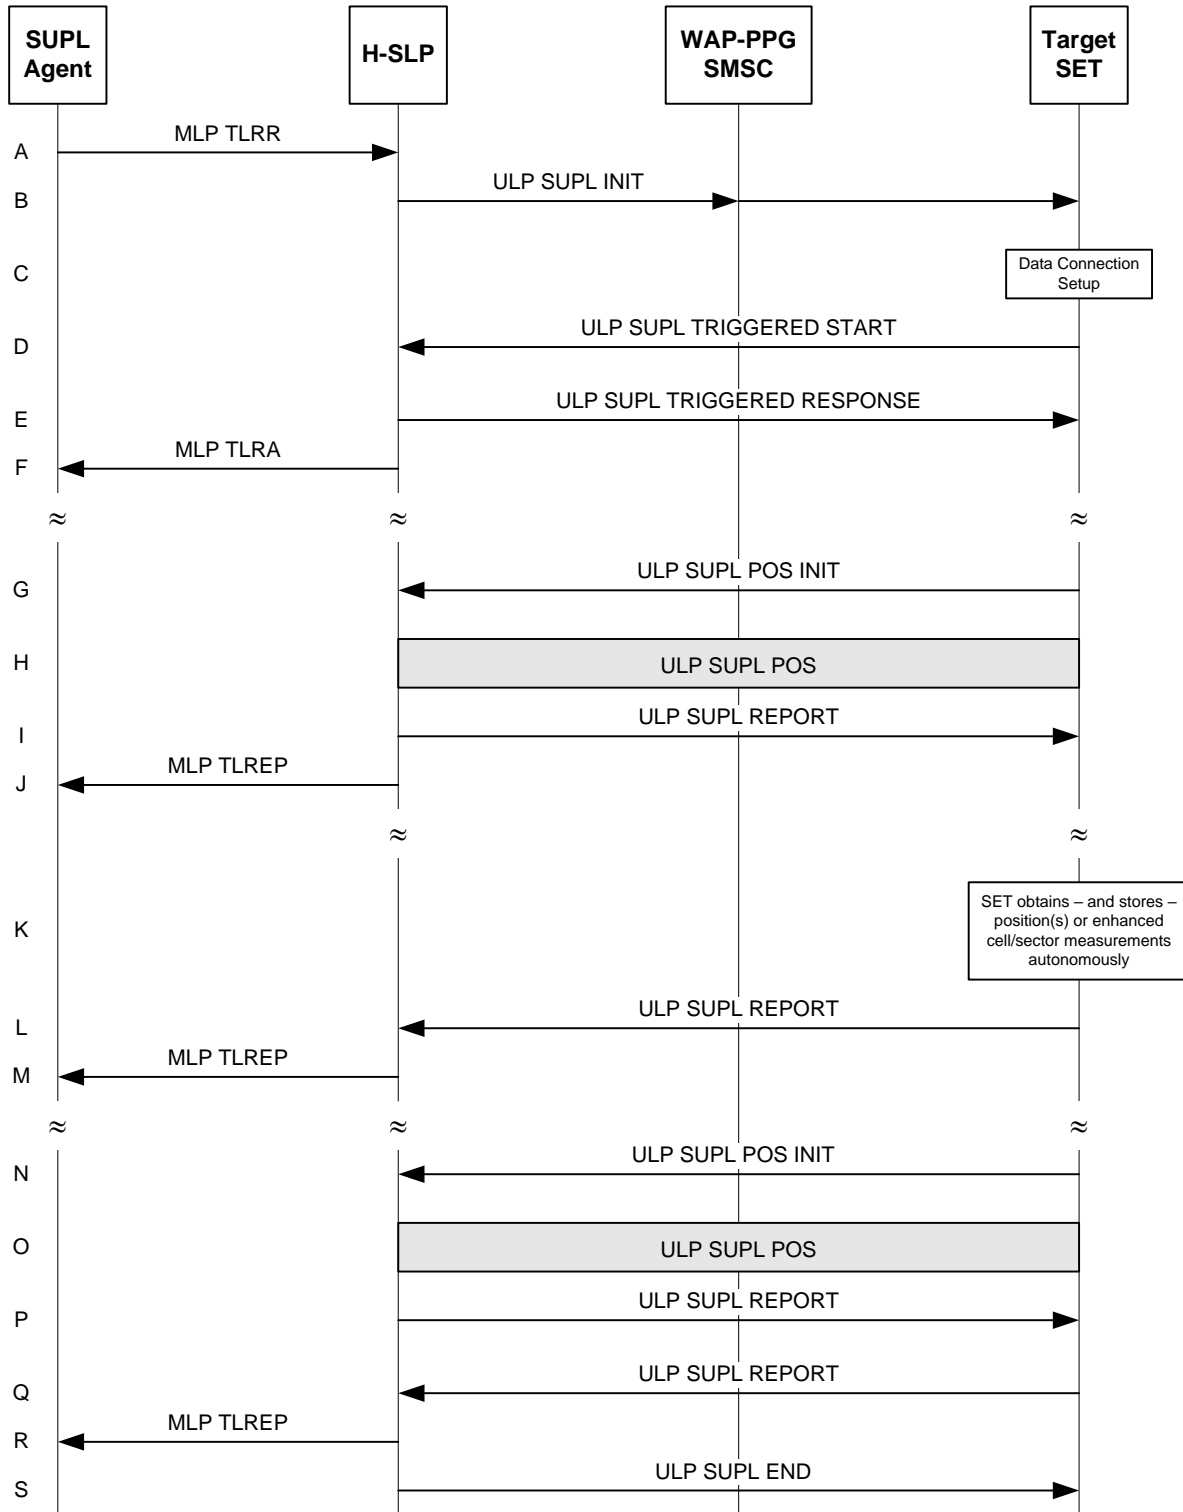 SUPL
Agent
H-SLP
WAP-PPG
SMSC
Target
SET
MLP TLRR
A
ULP SUPL INIT
B
Data Connection
Setup
C
ULP SUPL TRIGGERED START
D
ULP SUPL TRIGGERED RESPONSE
E
MLP TLRA
F
≈ ≈ ≈
ULP SUPL POS INIT
G
H
ULP SUPL POS
ULP SUPL REPORT
I
MLP TLREP
J
≈
SET obtains – and stores –
position(s) or enhanced
cell/sector measurements
autonomously
K
ULP SUPL REPORT
L
MLP TLREP
M
≈ ≈ ≈
ULP SUPL POS INIT
N
O
ULP SUPL POS
ULP SUPL REPORT
P
ULP SUPL REPORT
Q
MLP TLREP
R
ULP SUPL END
S